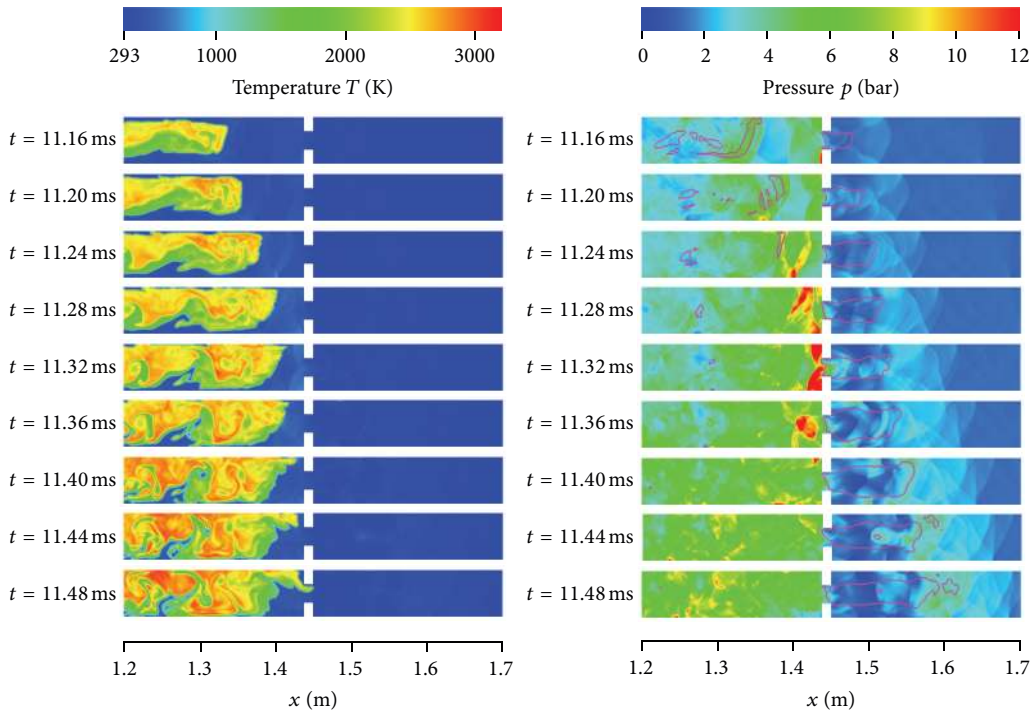 293 1000 2000 3000
Temperature T (K)
0 2 4 6 8 10 12
Pressure p (bar)
t = 11.16 ms
t = 11.20 ms
t = 11.24 ms
t = 11.28 ms
t = 11.32 ms
t = 11.36 ms
t = 11.40 ms
t = 11.44 ms
t = 11.48 ms
1.2 1.3 1.4 1.5 1.6 1.7
x (m)
t = 11.16 ms
t = 11.20 ms
t = 11.24 ms
t = 11.28 ms
t = 11.32 ms
t = 11.36 ms
t = 11.40 ms
t = 11.44 ms
t = 11.48 ms
1.2 1.3 1.4 1.5 1.6 1.7
x (m)